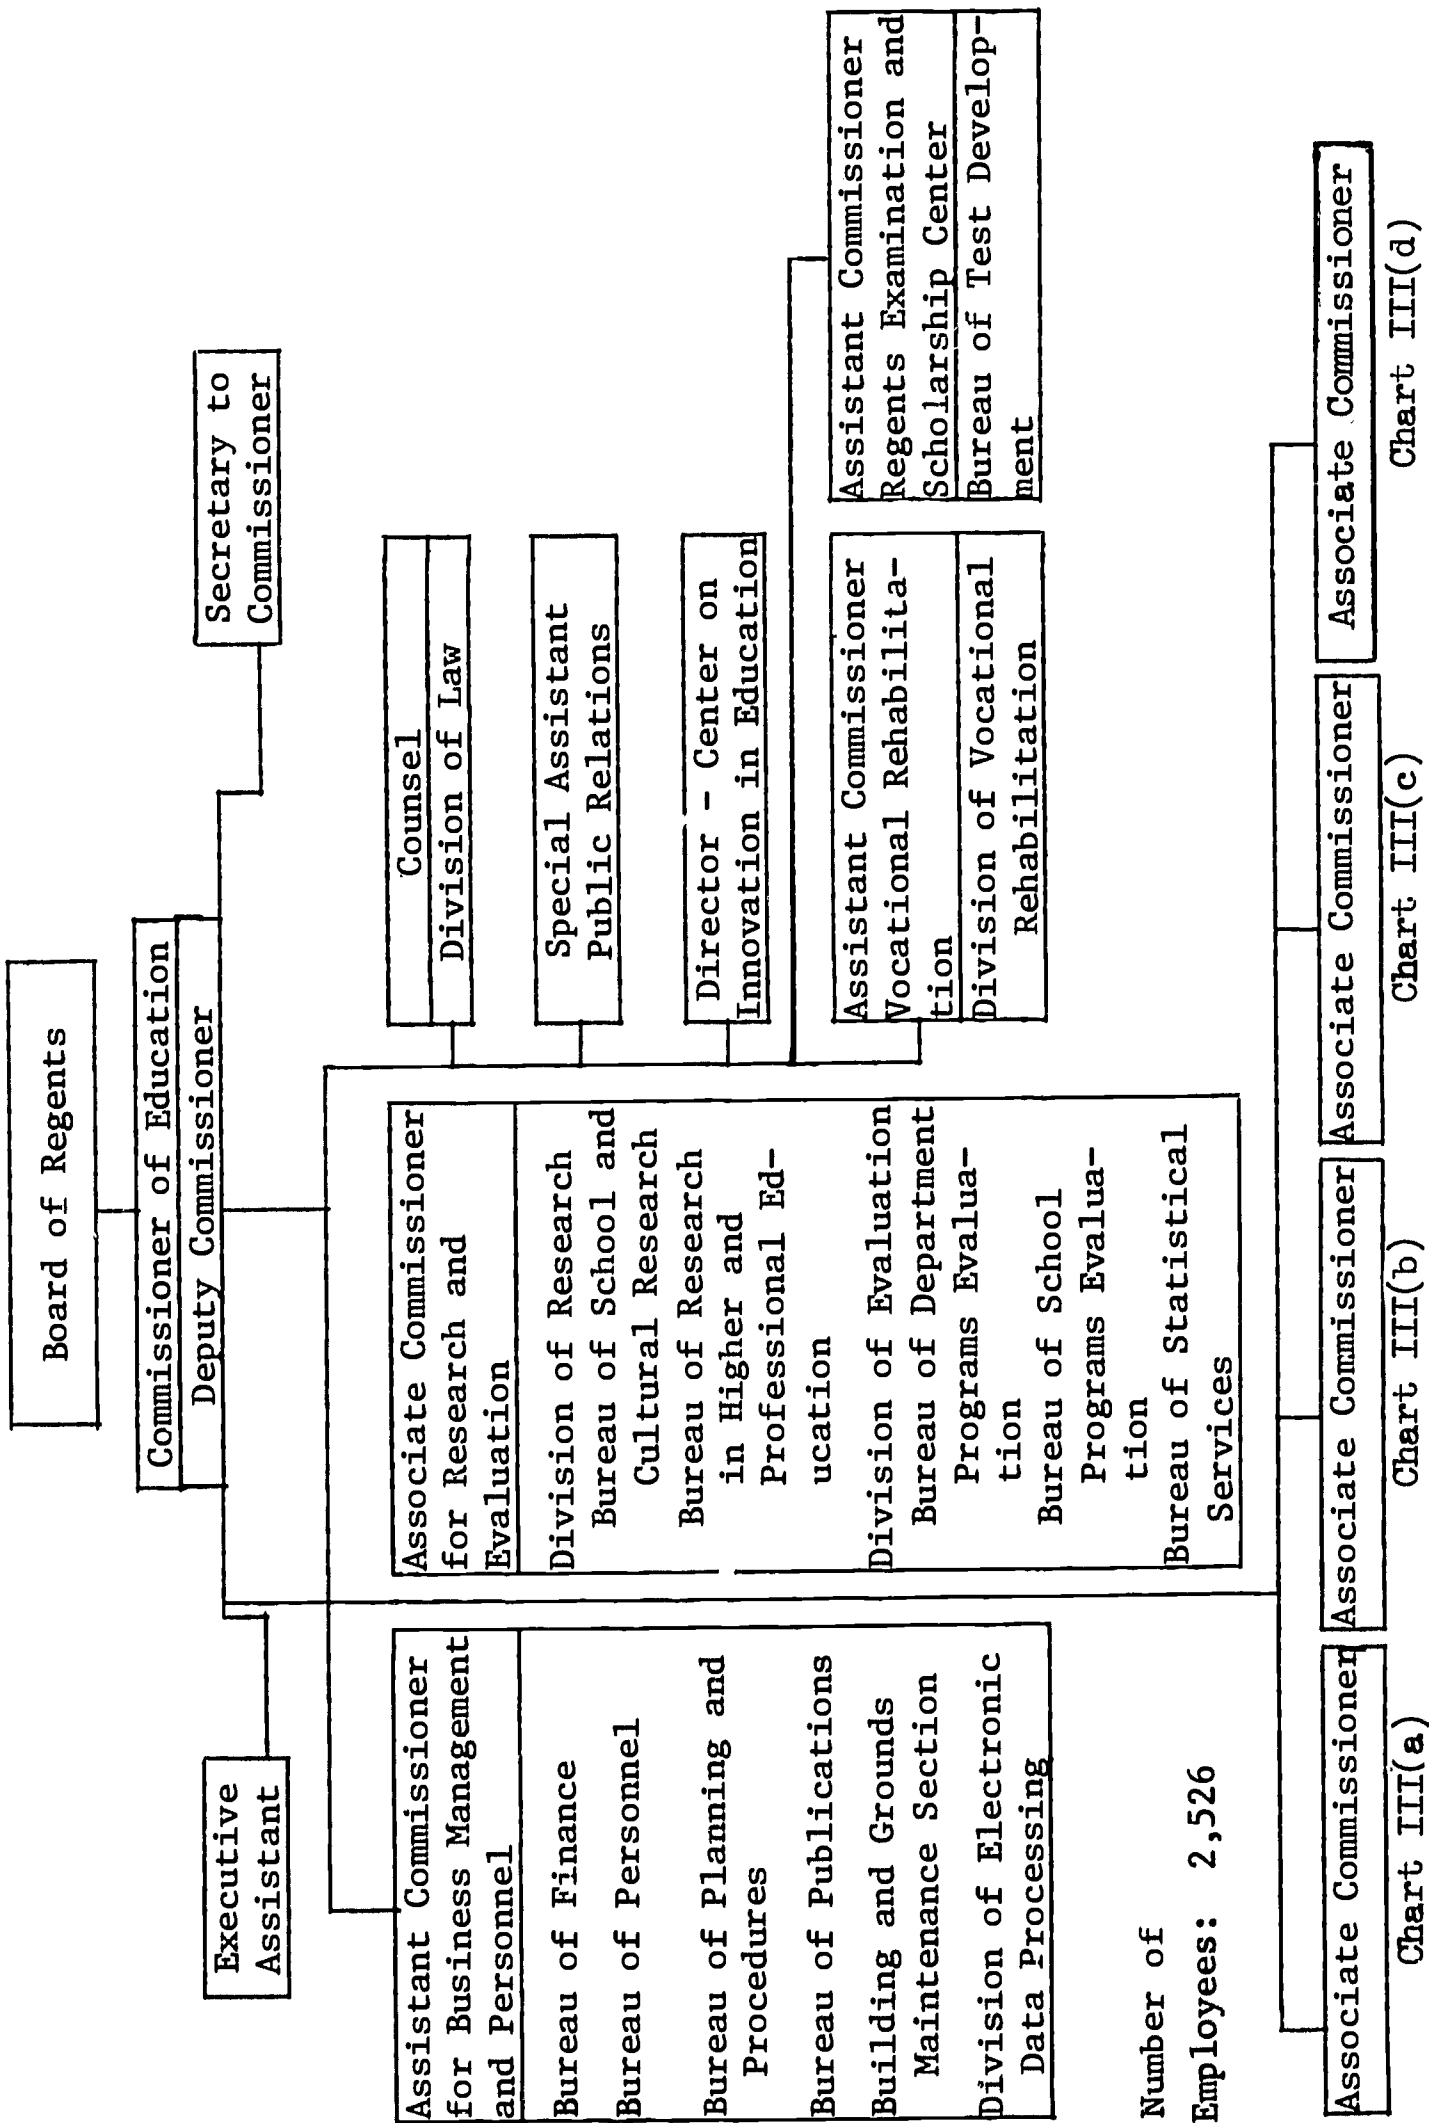 Board of Regents
Commissioner of Education
Deputy Commissioner
Executive
Assistant
Secretary to
Commissioner
Assistant Commissioner
for Business Management
and Personnel
Bureau of Finance
Bureau of Personnel
Bureau of Planning and
Procedures
Bureau of Publications
Building and Grounds
Maintenance Section
Division of Electronic
Data Processing
Associate Commissioner
for Research and
Evaluation
Division of Research
Bureau of School and
Cultural Research
Bureau of Research
in Higher and
Professional Ed-
ucation
Division of Evaluation
Bureau of Department
Programs Evalua-
tion
Bureau of School
Programs Evalua-
tion
Bureau of Statistical
Services
Counsel
Division of Law
Special Assistant
Public Relations
Director - Center on
Innovation in Education
Assistant Commissioner
Vocational Rehabilita-
tion
Division of Vocational
Rehabilitation
Assistant Commissioner
Regents Examination and
Scholarship Center
Bureau of Test Develop-
ment
Number of
Employees: 2,526
Associate Commissioner
Chart III(a)
Associate Commissioner
Chart III(b)
Associate Commissioner
Chart III(c)
Associate Commissioner
Chart III(d)